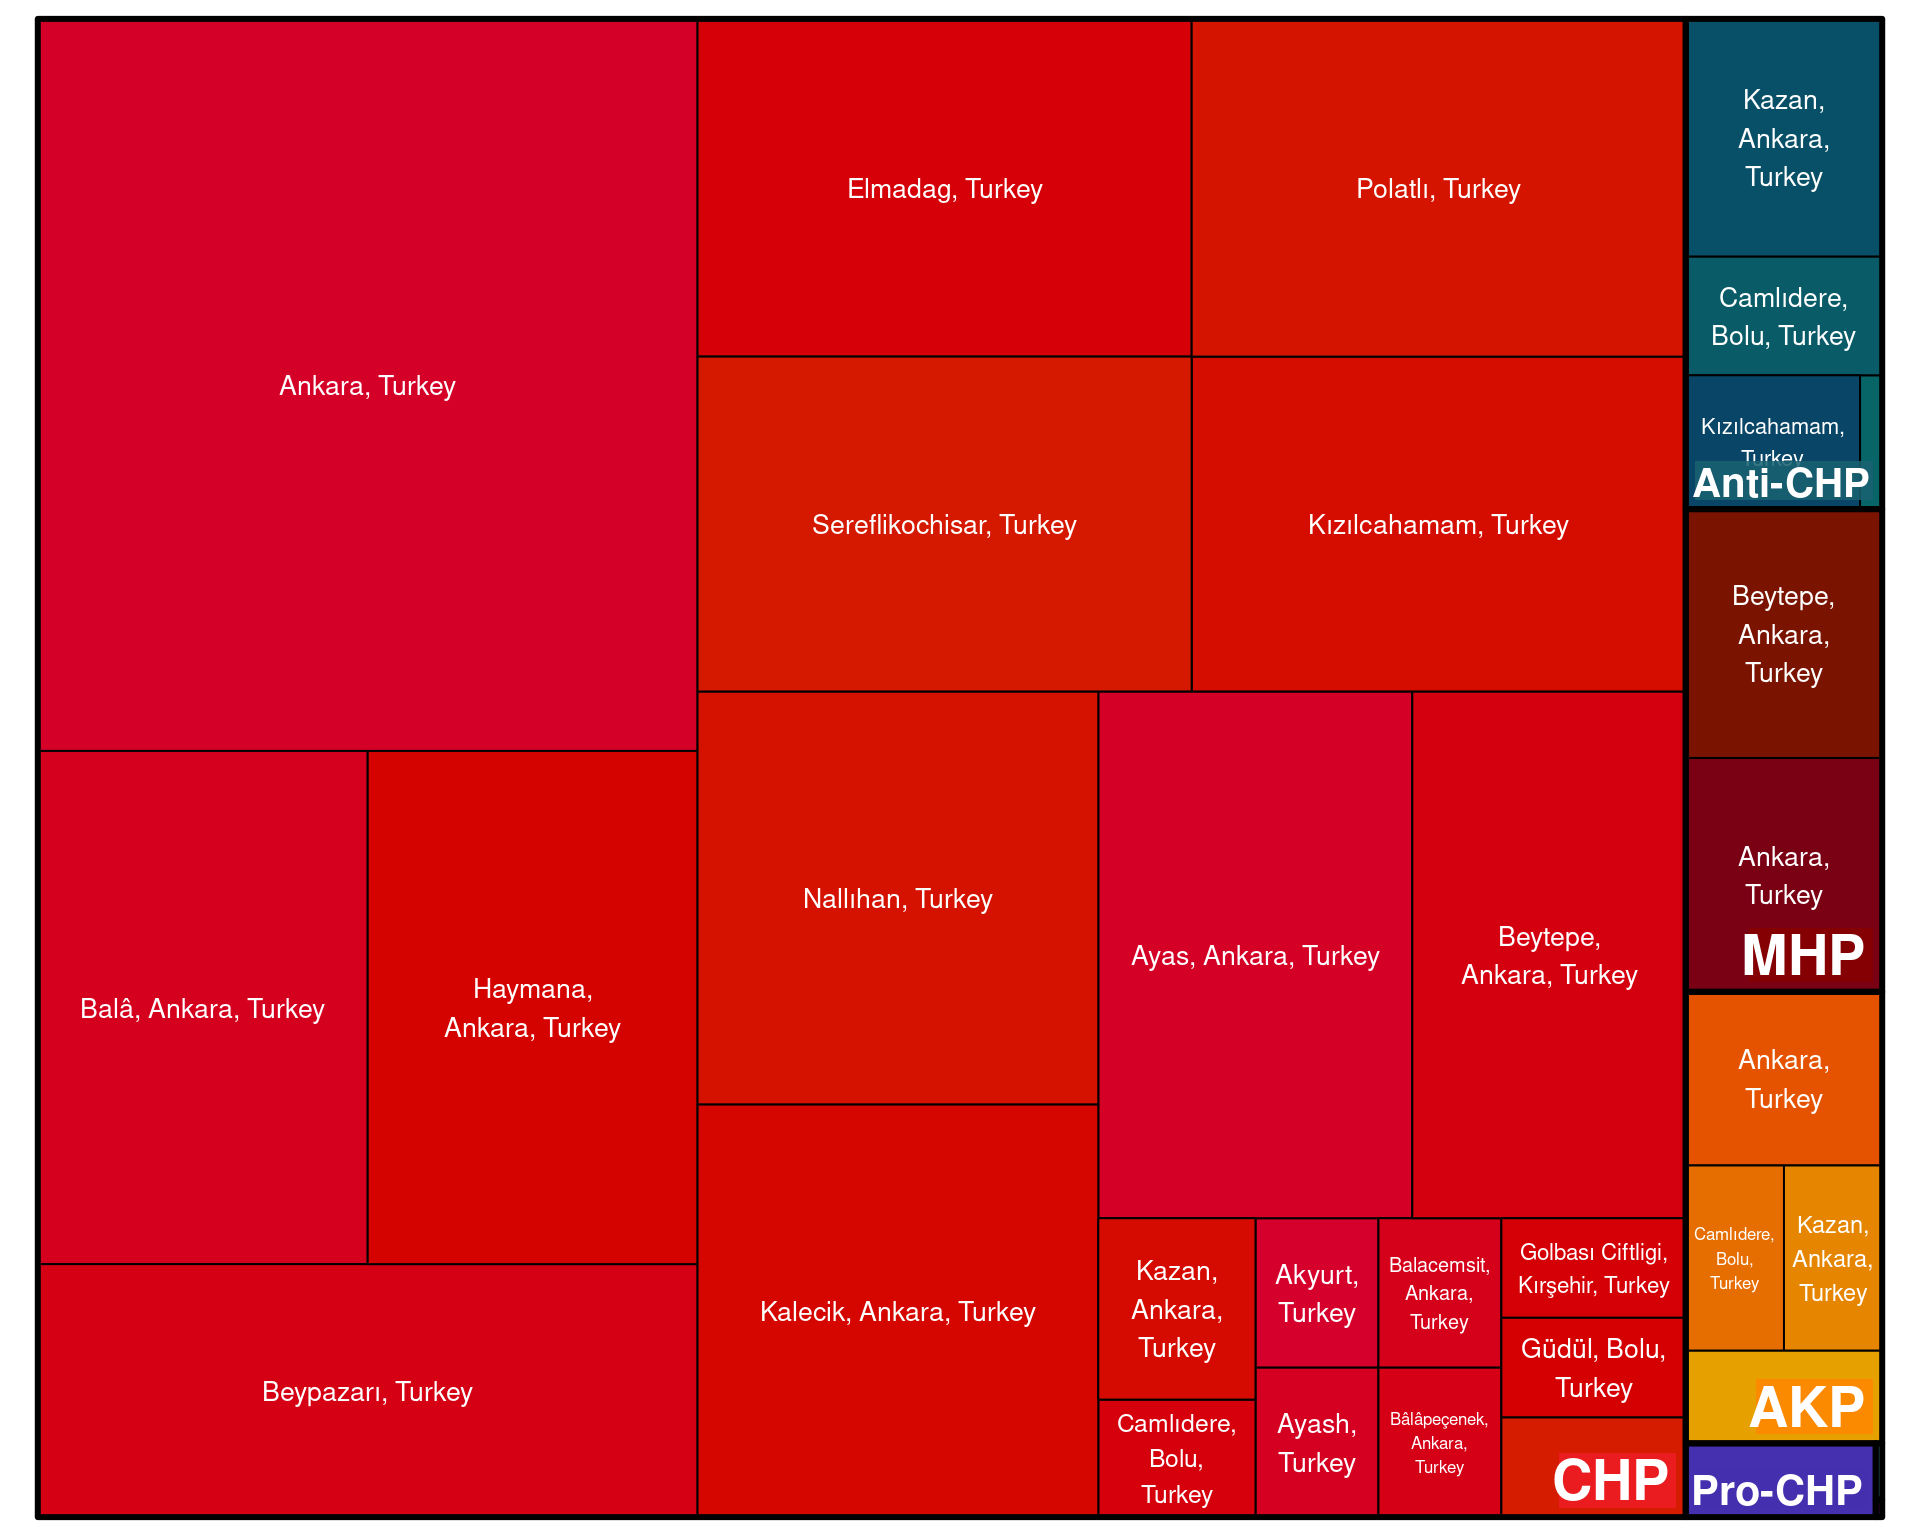 Ankara, Turkey
Elmadag, Turkey
Polatlı, Turkey
Sereflikochisar, Turkey
Kızılcahamam, Turkey
Balâ, Ankara, Turkey
Haymana,
Ankara, Turkey
Beypazarı, Turkey
Nallıhan, Turkey
Kalecik, Ankara, Turkey
Ayas, Ankara, Turkey
Beytepe,
Ankara, Turkey
Kazan,
Ankara,
Turkey
Camlıdere,
Bolu,
Turkey
Akyurt,
Turkey
Ayash,
Turkey
Balacemsit,
Ankara,
Turkey
Bâlâpeçenek,
Ankara,
Turkey
Golbası Ciftligi,
Kırşehir, Turkey
Güdül, Bolu,
Turkey
CHP
Kazan,
Ankara,
Turkey
Camlıdere,
Bolu, Turkey
Kızılcahamam,
Turkey
Anti-CHP
Beytepe,
Ankara,
Turkey
Ankara,
Turkey
MHP
Ankara,
Turkey
Camlıdere,
Bolu,
Turkey
Kazan,
Ankara,
Turkey
AKP
Pro-CHP